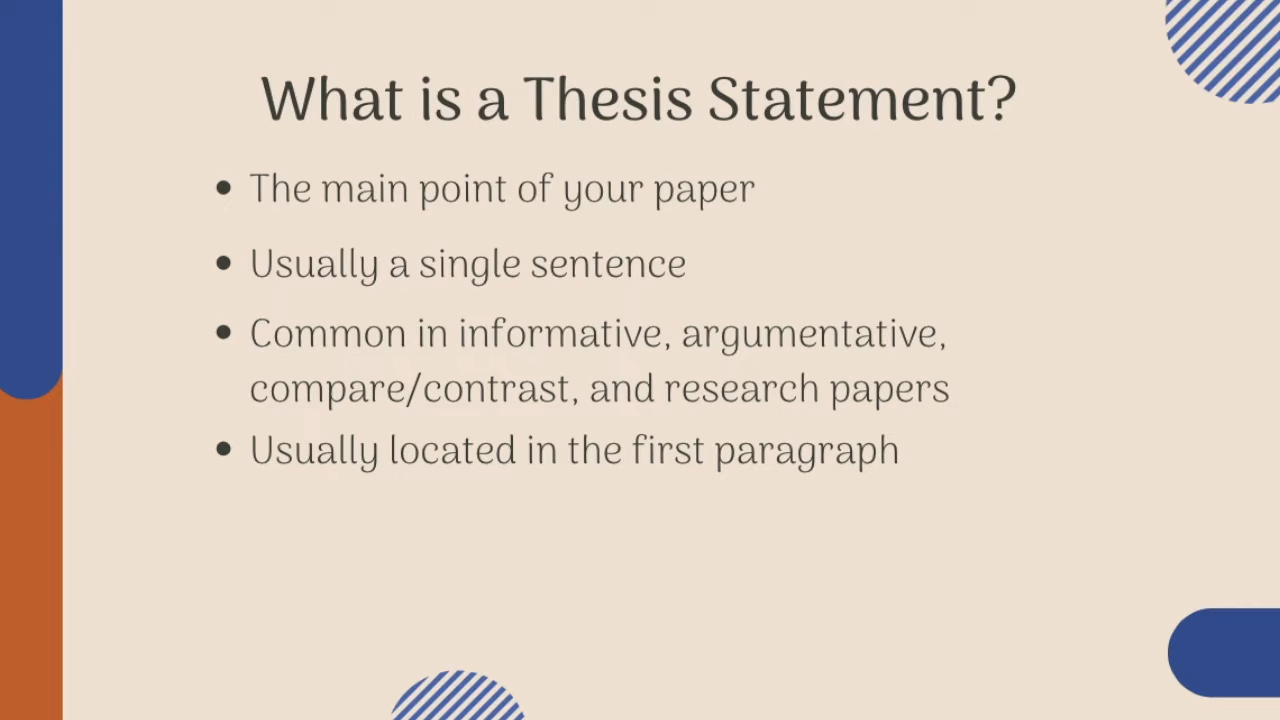 What is a Thesis Statement?
• The main point of your paper
• Usually a single sentence
• Common in informative, argumentative,
compare/contrast, and research papers
• Usually located in the first paragraph